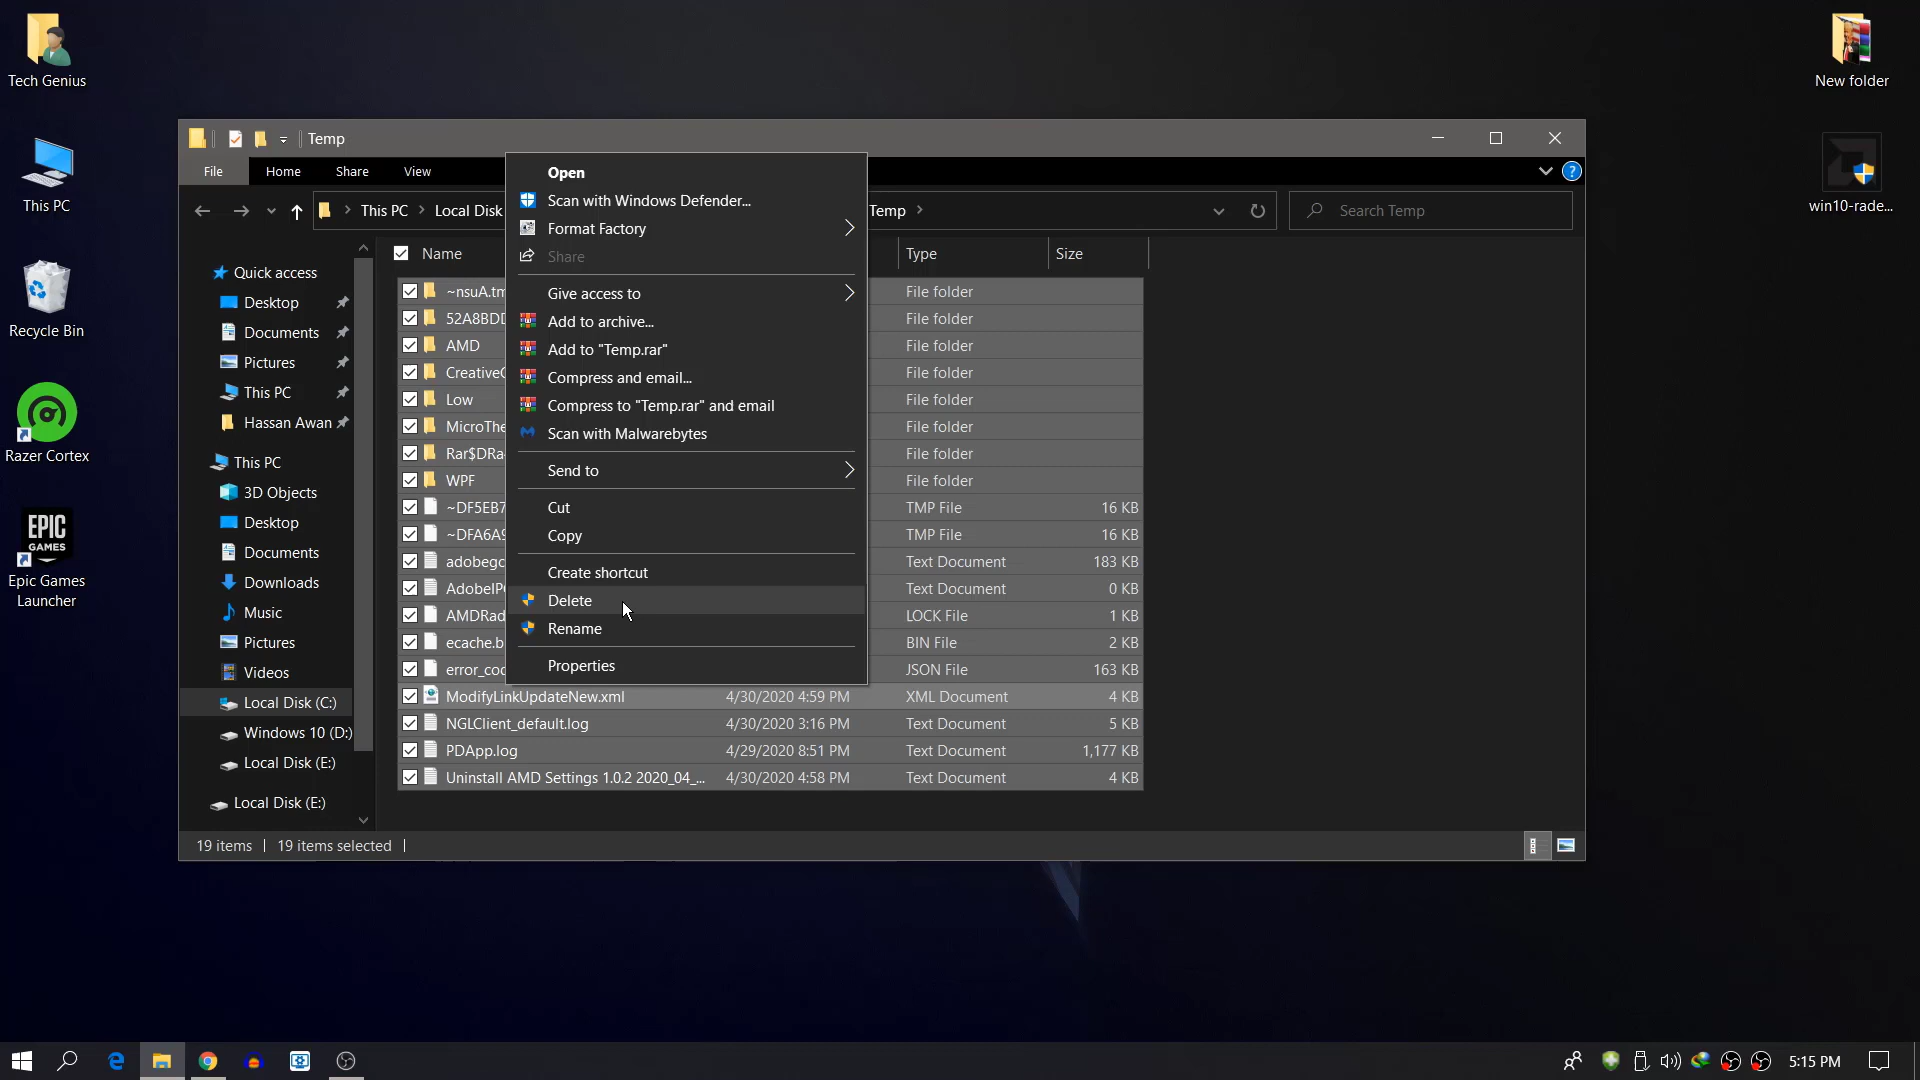 Tech Genius
This PC
Recycle Bin
Razer Cortex
EPIC
GAMES
Epic Games
Launcher
New folder
win10-rade...
Temp
File
Home
Share
View
This PC
Local Disk
Temp
Search Temp
Quick access
Desktop
Documents
Pictures
This PC
Hassan Awan
This PC
3D Objects
Desktop
Documents
Downloads
Music
Pictures
Videos
Local Disk (C:)
Windows 10 (D:)
Local Disk (E:)
Local Disk (E:)
Name Type Size
~nsuA.tm File folder
52A8BDD File folder
AMD File folder
CreativeC File folder
Low File folder
MicroThe File folder
Rar$DRa File folder
WPF File folder
~DF5EB7 TMP File 16 KB
~DFA6A9 TMP File 16 KB
adobegc Text Document 183 KB
AdobeIPC Text Document 0 KB
AMDRad LOCK File 1 KB
ecache.b BIN File 2 KB
error_coc JSON File 163 KB
ModifyLinkUpdateNew.xml 4/30/2020 4:59 PM XML Document 4 KB
NGLClient_default.log 4/30/2020 3:16 PM Text Document 5 KB
PDApp.log 4/29/2020 8:51 PM Text Document 1,177 KB
Uninstall AMD Settings 1.0.2 2020_04_... 4/30/2020 4:58 PM Text Document 4 KB
Open
Scan with Windows Defender...
Format Factory
Share
Give access to
Add to archive...
Add to "Temp.rar"
Compress and email...
Compress to "Temp.rar" and email
Scan with Malwarebytes
Send to
Cut
Copy
Create shortcut
Delete
Rename
Properties
19 items
19 items selected
5:15 PM